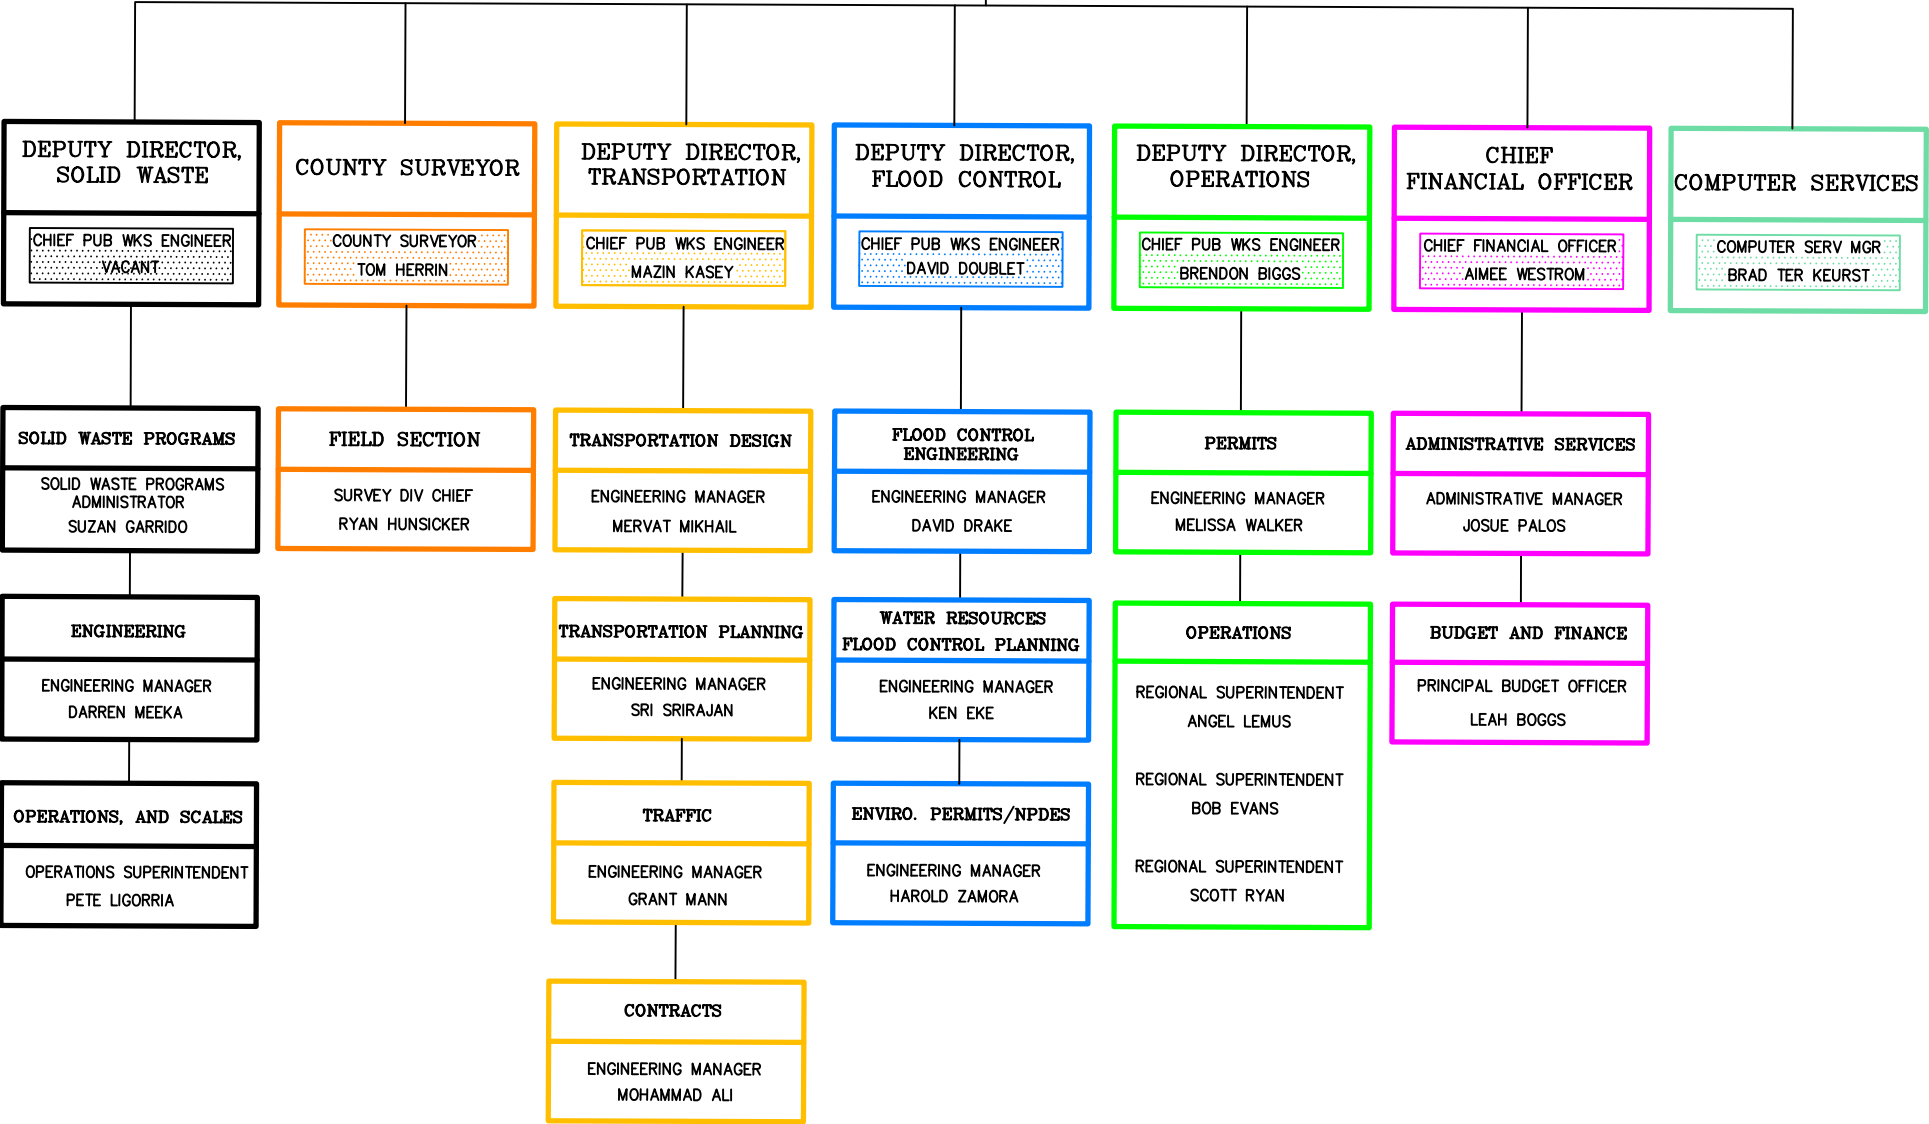 DEPUTY DIRECTOR,
SOLID WASTE
CHIEF PUB WKS ENGINEER
VACANT
COUNTY SURVEYOR
COUNTY SURVEYOR
TOM HERRIN
DEPUTY DIRECTOR,
TRANSPORTATION
CHIEF PUB WKS ENGINEER
MAZIN KASEY
DEPUTY DIRECTOR,
FLOOD CONTROL
CHIEF PUB WKS ENGINEER
DAVID DOUBLET
DEPUTY DIRECTOR,
OPERATIONS
CHIEF PUB WKS ENGINEER
BRENDON BIGGS
CHIEF
FINANCIAL OFFICER
CHIEF FINANCIAL OFFICER
AIMEE WESTROM
COMPUTER SERVICES
COMPUTER SERV MGR
BRAD TER KEURST
SOLID WASTE PROGRAMS
SOLID WASTE PROGRAMS
ADMINISTRATOR
SUZAN GARRIDO
FIELD SECTION
SURVEY DIV CHIEF
RYAN HUNSICKER
TRANSPORTATION DESIGN
ENGINEERING MANAGER
MERVAT MIKHAIL
FLOOD CONTROL
ENGINEERING
ENGINEERING MANAGER
DAVID DRAKE
PERMITS
ENGINEERING MANAGER
MELISSA WALKER
ADMINISTRATIVE SERVICES
ADMINISTRATIVE MANAGER
JOSUE PALOS
ENGINEERING
ENGINEERING MANAGER
DARREN MEEKA
TRANSPORTATION PLANNING
ENGINEERING MANAGER
SRI SRIRAJAN
WATER RESOURCES
FLOOD CONTROL PLANNING
ENGINEERING MANAGER
KEN EKE
OPERATIONS
REGIONAL SUPERINTENDENT
ANGEL LEMUS
REGIONAL SUPERINTENDENT
BOB EVANS
REGIONAL SUPERINTENDENT
SCOTT RYAN
BUDGET AND FINANCE
PRINCIPAL BUDGET OFFICER
LEAH BOGGS
OPERATIONS, AND SCALES
OPERATIONS SUPERINTENDENT
PETE LIGORRIA
TRAFFIC
ENGINEERING MANAGER
GRANT MANN
ENVIRO. PERMITS/NPDES
ENGINEERING MANAGER
HAROLD ZAMORA
CONTRACTS
ENGINEERING MANAGER
MOHAMMAD ALI